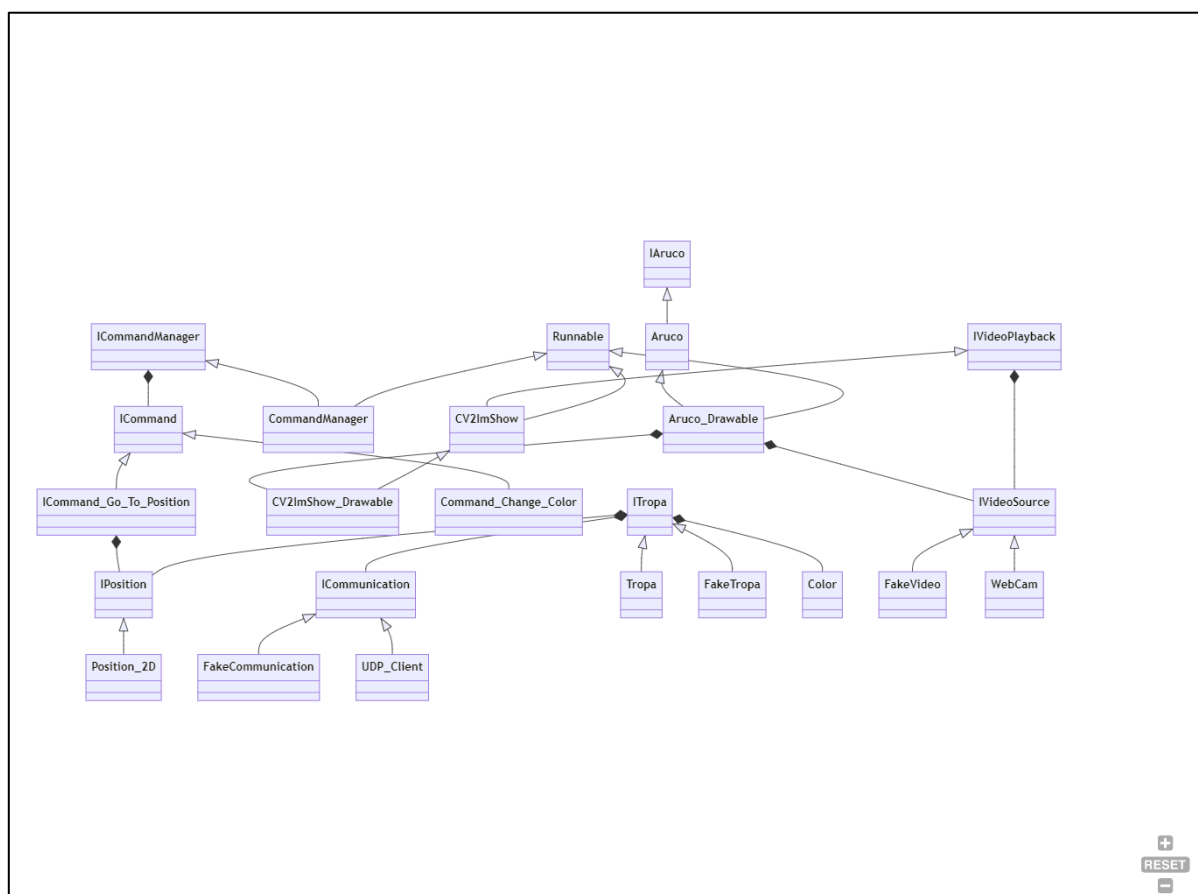 IAruco
ICommandManager
Runnable
Aruco
IVideoPlayback
ICommand
CommandManager
CV2ImShow
Aruco_Drawable
ICommand_Go_To_Position
CV2ImShow_Drawable
Command_Change_Color
ITropa
IVideoSource
IPosition
ICommunication
Tropa
FakeTropa
Color
FakeVideo
WebCam
Position_2D
FakeCommunication
UDP_Client
RESET